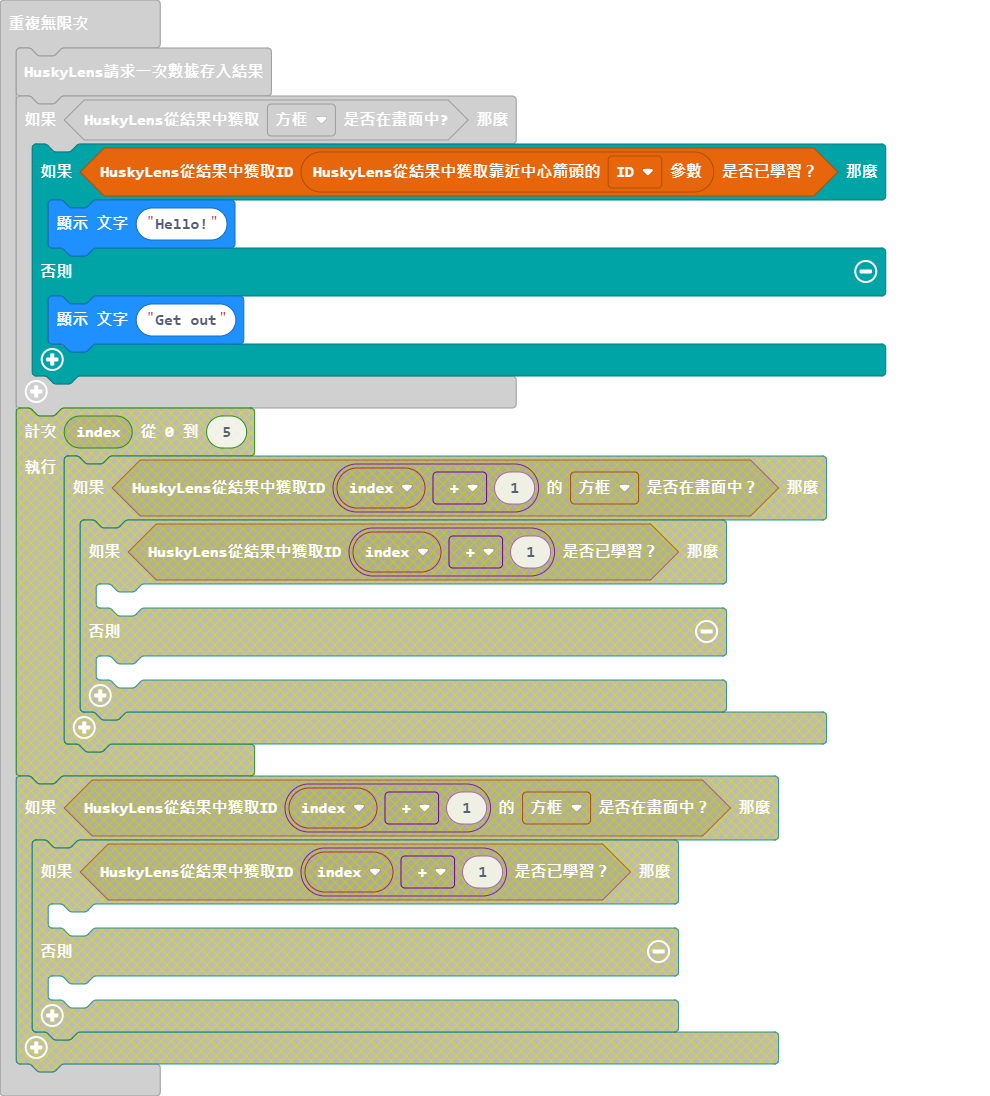 重複無限次
HuskyLens請求一次數據存入結果
如果 HuskyLens從結果中獲取 方框 是否在畫面中? 那麼
如果 HuskyLens從結果中獲取ID HuskyLens從結果中獲取靠近中心箭頭的 ID 參數 是否已學習？ 那麼
顯示 文字 "Hello!"
否則
顯示 文字 "Get out"
計次 index 從 0 到 5
執行 如果 HuskyLens從結果中獲取ID index + 1 的 方框 是否在畫面中？ 那麼
如果 HuskyLens從結果中獲取ID index + 1 是否已學習？ 那麼
否則
如果 HuskyLens從結果中獲取ID index + 1 的 方框 是否在畫面中？ 那麼
如果 HuskyLens從結果中獲取ID index + 1 是否已學習？ 那麼
否則